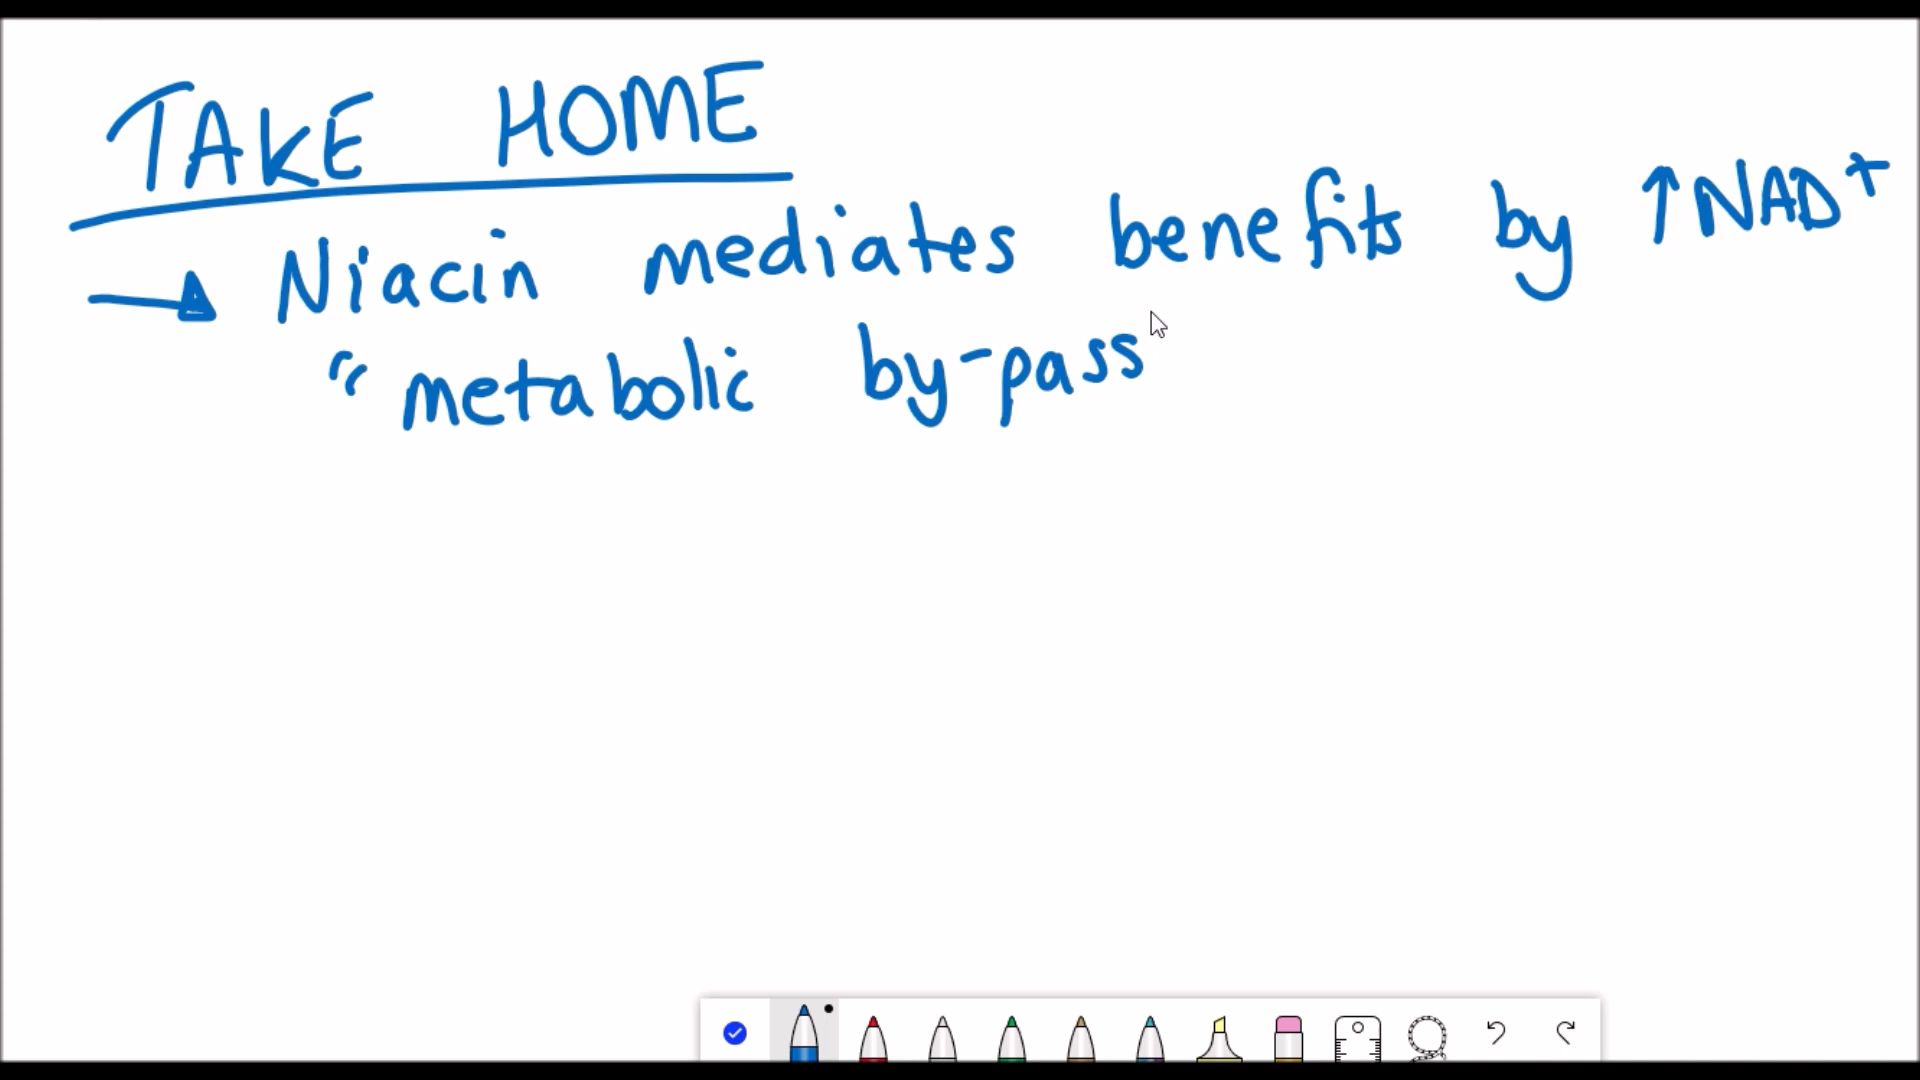 TAKE HOME
→ Niacin mediates benefits by ↑NAD+
“metabolic by-pass